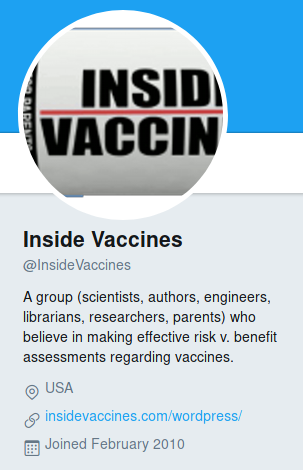 INSID
VACCIN
Inside Vaccines
@InsideVaccines
A group (scientists, authors, engineers,
librarians, researchers, parents) who
believe in making effective risk v. benefit
assessments regarding vaccines.
USA
insidevaccines.com/wordpress/
Joined February 2010